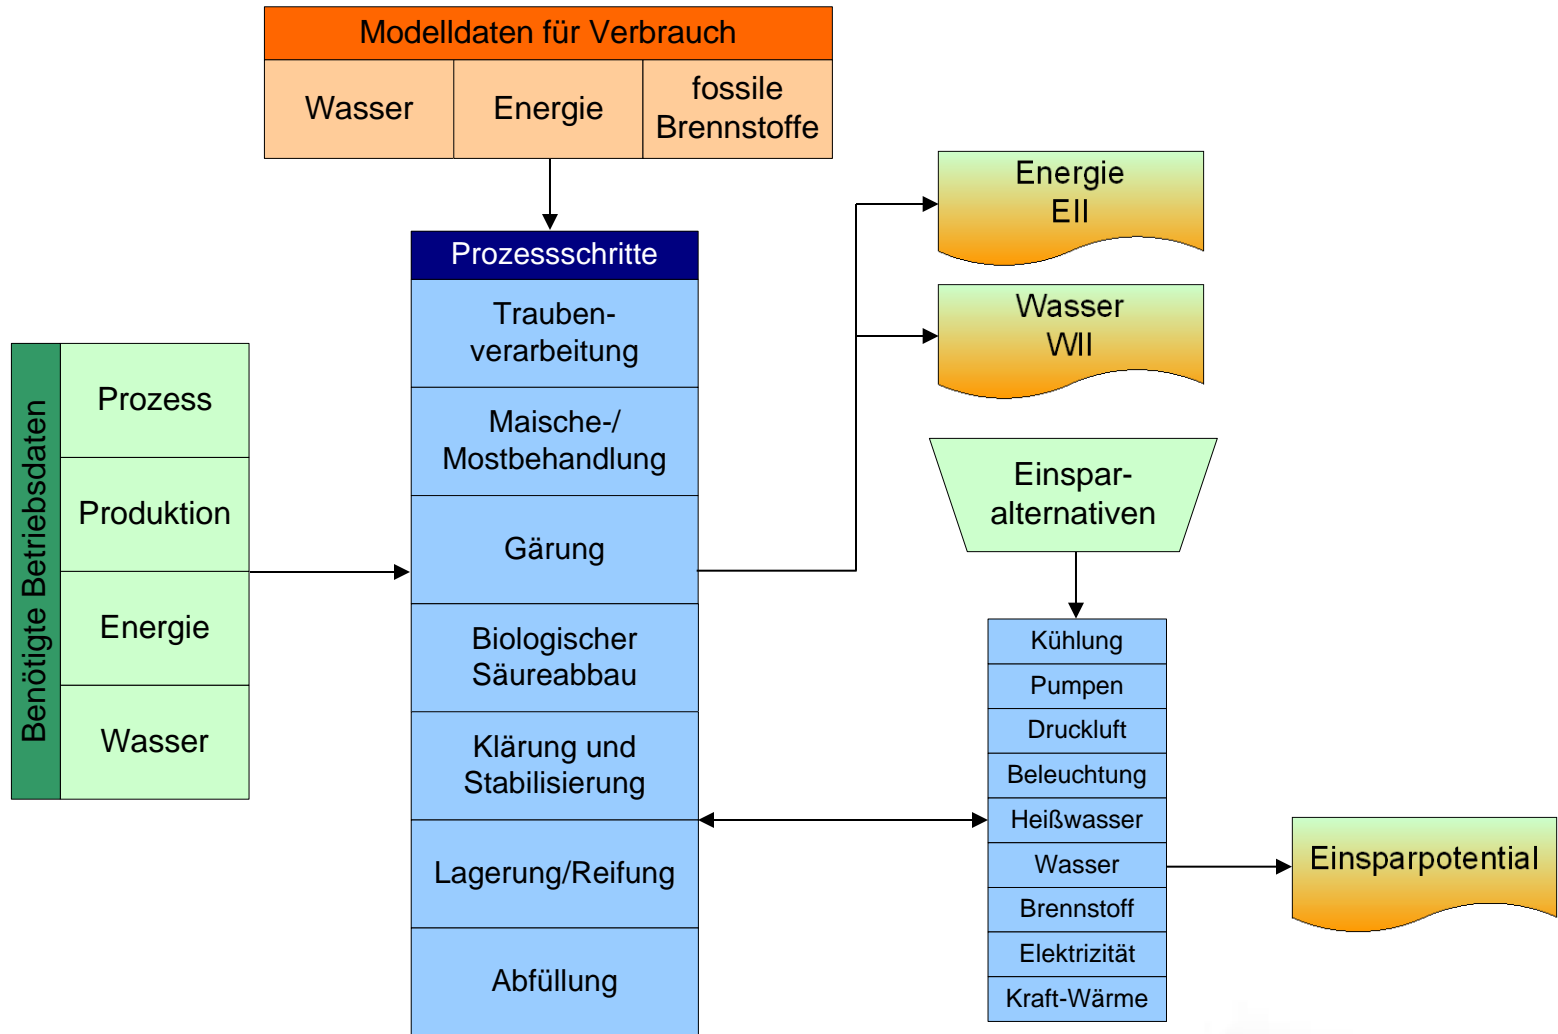 Modelldaten für Verbrauch
Wasser
Energie
fossile
Brennstoffe
Benötigte Betriebsdaten
Prozess
Produktion
Energie
Wasser
Prozessschritte
Trauben-
verarbeitung
Maische-/
Mostbehandlung
Gärung
Biologischer
Säureabbau
Klärung und
Stabilisierung
Lagerung/Reifung
Abfüllung
Energie
EII
Wasser
WII
Einspar-
alternativen
Kühlung
Pumpen
Druckluft
Beleuchtung
Heißwasser
Wasser
Brennstoff
Elektrizität
Kraft-Wärme
Einsparpotential